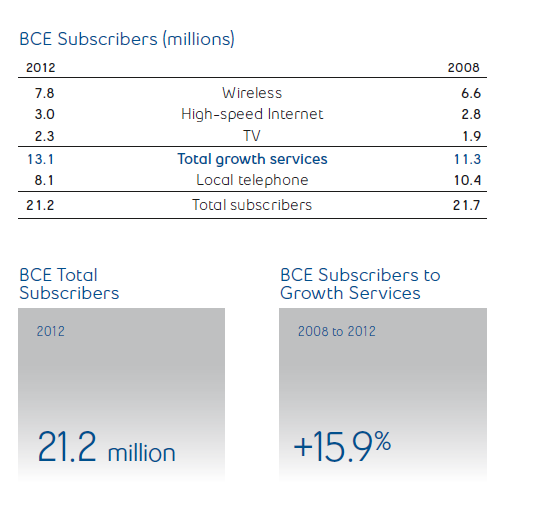 BCE Subscribers (millions)
2012 2008
7.8 Wireless 6.6
3.0 High-speed Internet 2.8
2.3 TV 1.9
13.1 Total growth services 11.3
8.1 Local telephone 10.4
21.2 Total subscribers 21.7
BCE Total
Subscribers
2012
21.2 million
BCE Subscribers to
Growth Services
2008 to 2012
+15.9%